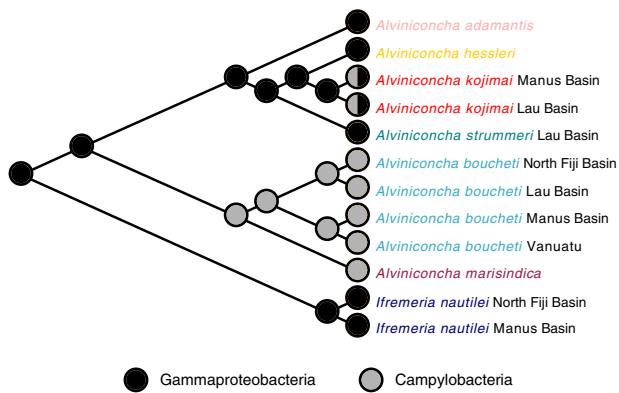 Alviniconcha adamantis
Alviniconcha hessleri
Alviniconcha kojimai Manus Basin
Alviniconcha kojimai Lau Basin
Alviniconcha strummeri Lau Basin
Alviniconcha boucheti North Fiji Basin
Alviniconcha boucheti Lau Basin
Alviniconcha boucheti Manus Basin
Alviniconcha boucheti Vanuatu
Alviniconcha marisindica
Ifremeria nautilei North Fiji Basin
Ifremeria nautilei Manus Basin
Gammaproteobacteria
Campylobacteria